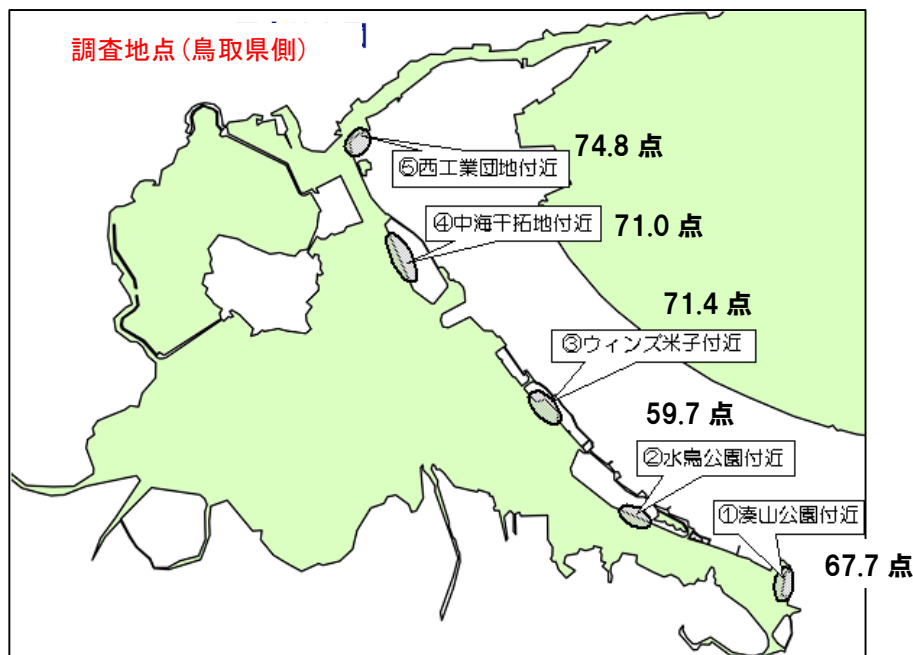 調査地点(鳥取県側)
74.8 点
⑤西工業団地付近
④中海干拓地付近
71.0 点
71.4 点
③ウィンズ米子付近
59.7 点
②水鳥公園付近
①湊山公園付近
67.7 点